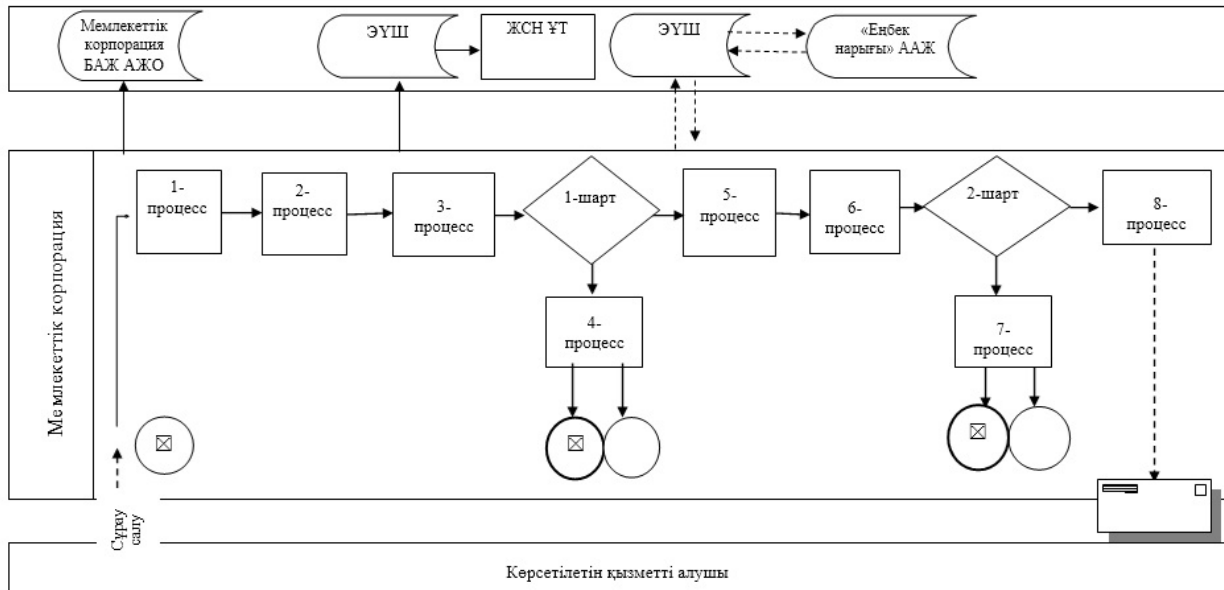 Мемлекеттік
корпорация
БАЖ АЖО
ЭҮШ
ЖСН ҰТ
ЭҮШ
«Еңбек
нарығы» ААЖ
Мемлекеттік корпорация
1-
процесс
2-
процесс
3-
процесс
1-шарт
5-
процесс
6-
процесс
2-шарт
8-
процесс
4-
процесс
7-
процесс
Сұрау
салу
Көрсетілетін қызметті алушы